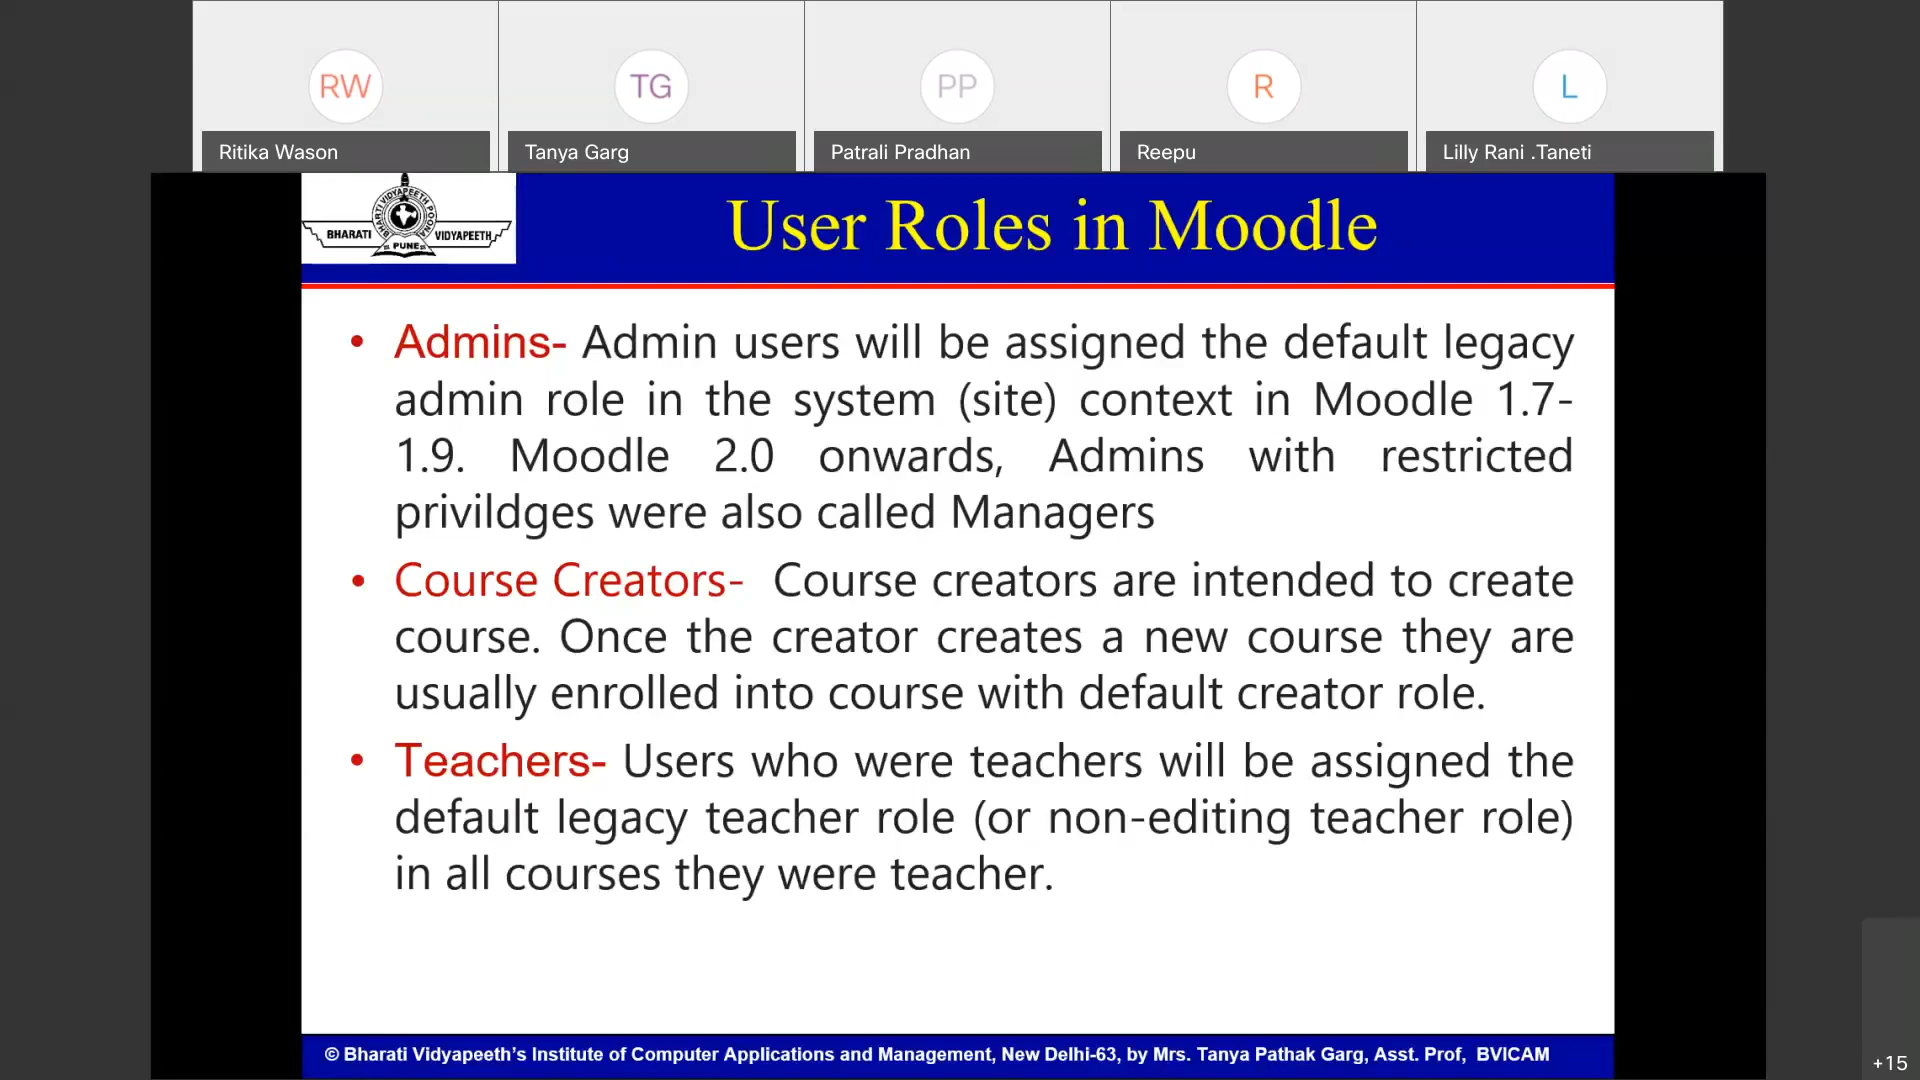 RW
TG
PP
R
L
Ritika Wason
Tanya Garg
Patrali Pradhan
Reepu
Lilly Rani .Taneti
BHARATI VIDYAPEETH POONA
BHARATI
VIDYAPEETH
PUNE
User Roles in Moodle
• Admins- Admin users will be assigned the default legacy
admin role in the system (site) context in Moodle 1.7-
1.9. Moodle 2.0 onwards, Admins with restricted
privildges were also called Managers
• Course Creators- Course creators are intended to create
course. Once the creator creates a new course they are
usually enrolled into course with default creator role.
• Teachers- Users who were teachers will be assigned the
default legacy teacher role (or non-editing teacher role)
in all courses they were teacher.
© Bharati Vidyapeeth’s Institute of Computer Applications and Management, New Delhi-63, by Mrs. Tanya Pathak Garg, Asst. Prof, BVICAM
+15